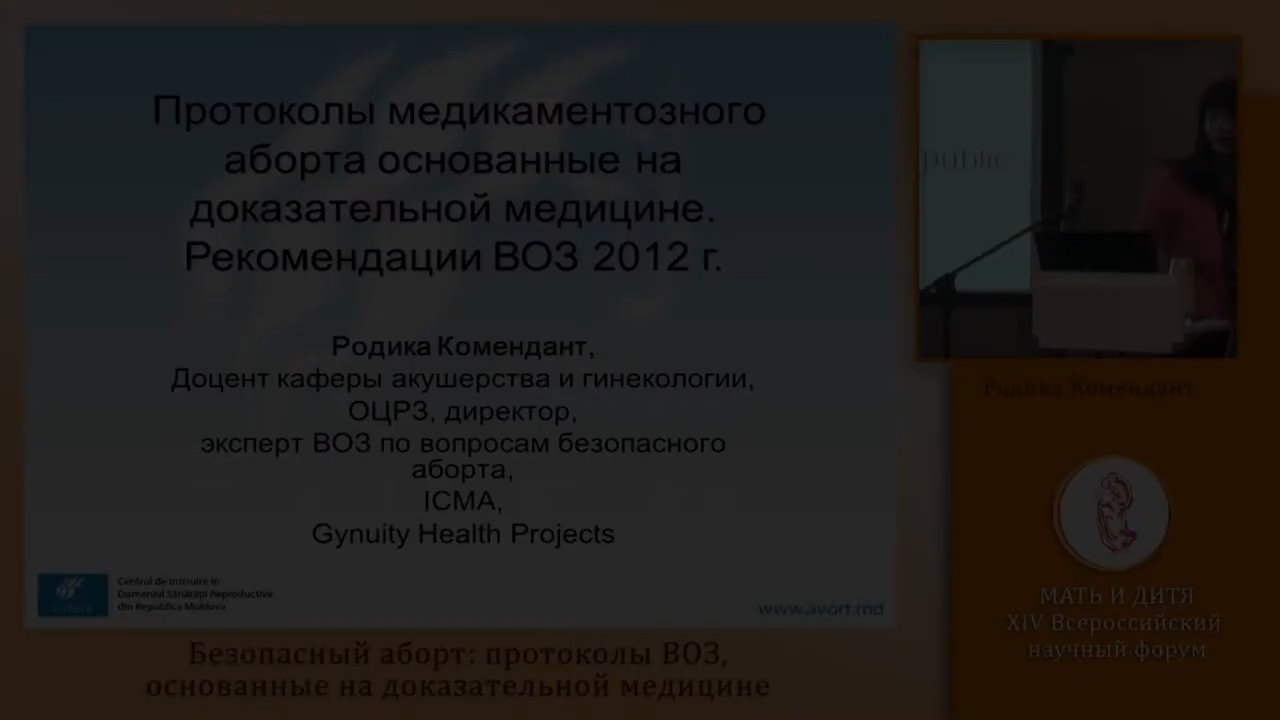 Протоколы медикаментозного
аборта основанные на
доказательной медицине.
Рекомендации ВОЗ 2012 г.
Родика Комендант,
Доцент каферы акушерства и гинекологии,
ОЦРЗ, директор,
эксперт ВОЗ по вопросам безопасного
аборта,
ICMA,
Gynuity Health Projects
Centrul de Instruire în
Domeniul Sănătății Reproductive
din Republica Moldova
www.avort.md
Безопасный аборт: протоколы ВОЗ,
основанные на доказательной медицине
public
Родика Комендант
МАТЬ И ДИТЯ
XIV Всероссийский
научный форум